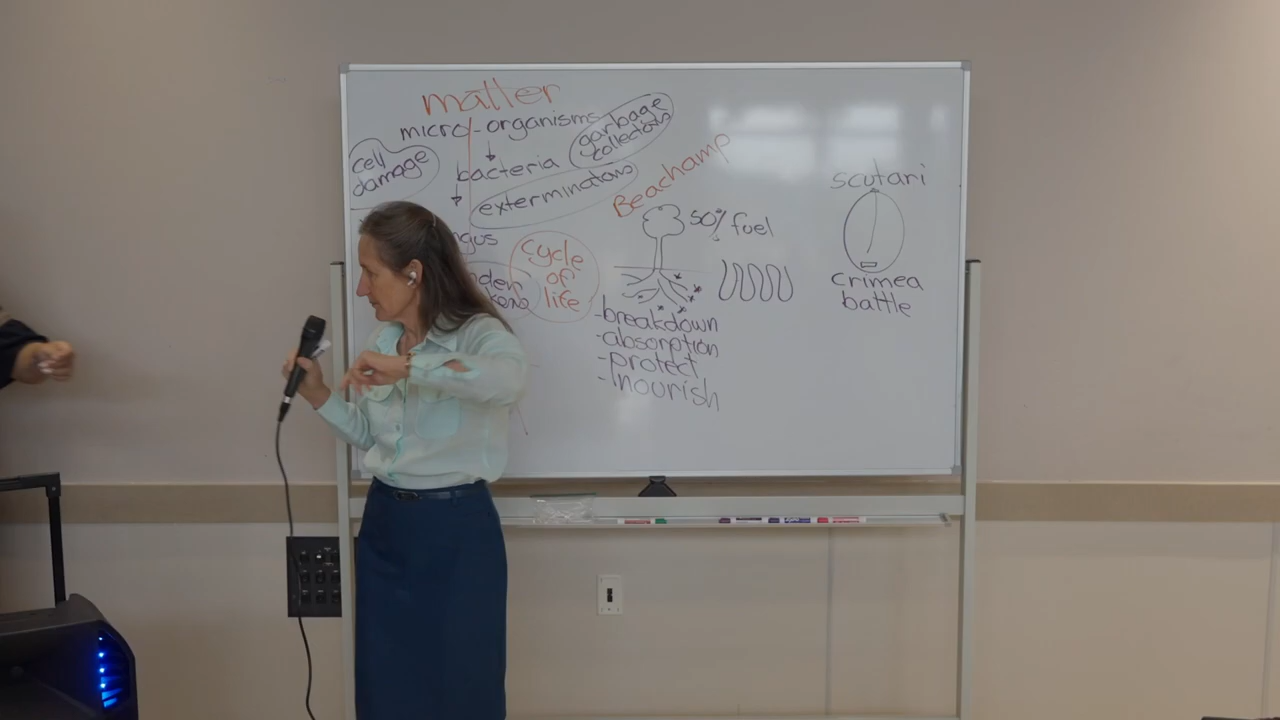 matter
micro-organisms
garbage
collectors
cell
damage
bacteria
exterminators
Beachamp
cycle
of
life
50% fuel
-breakdown
-absorption
-protect
-nourish
scutari
crimea
battle